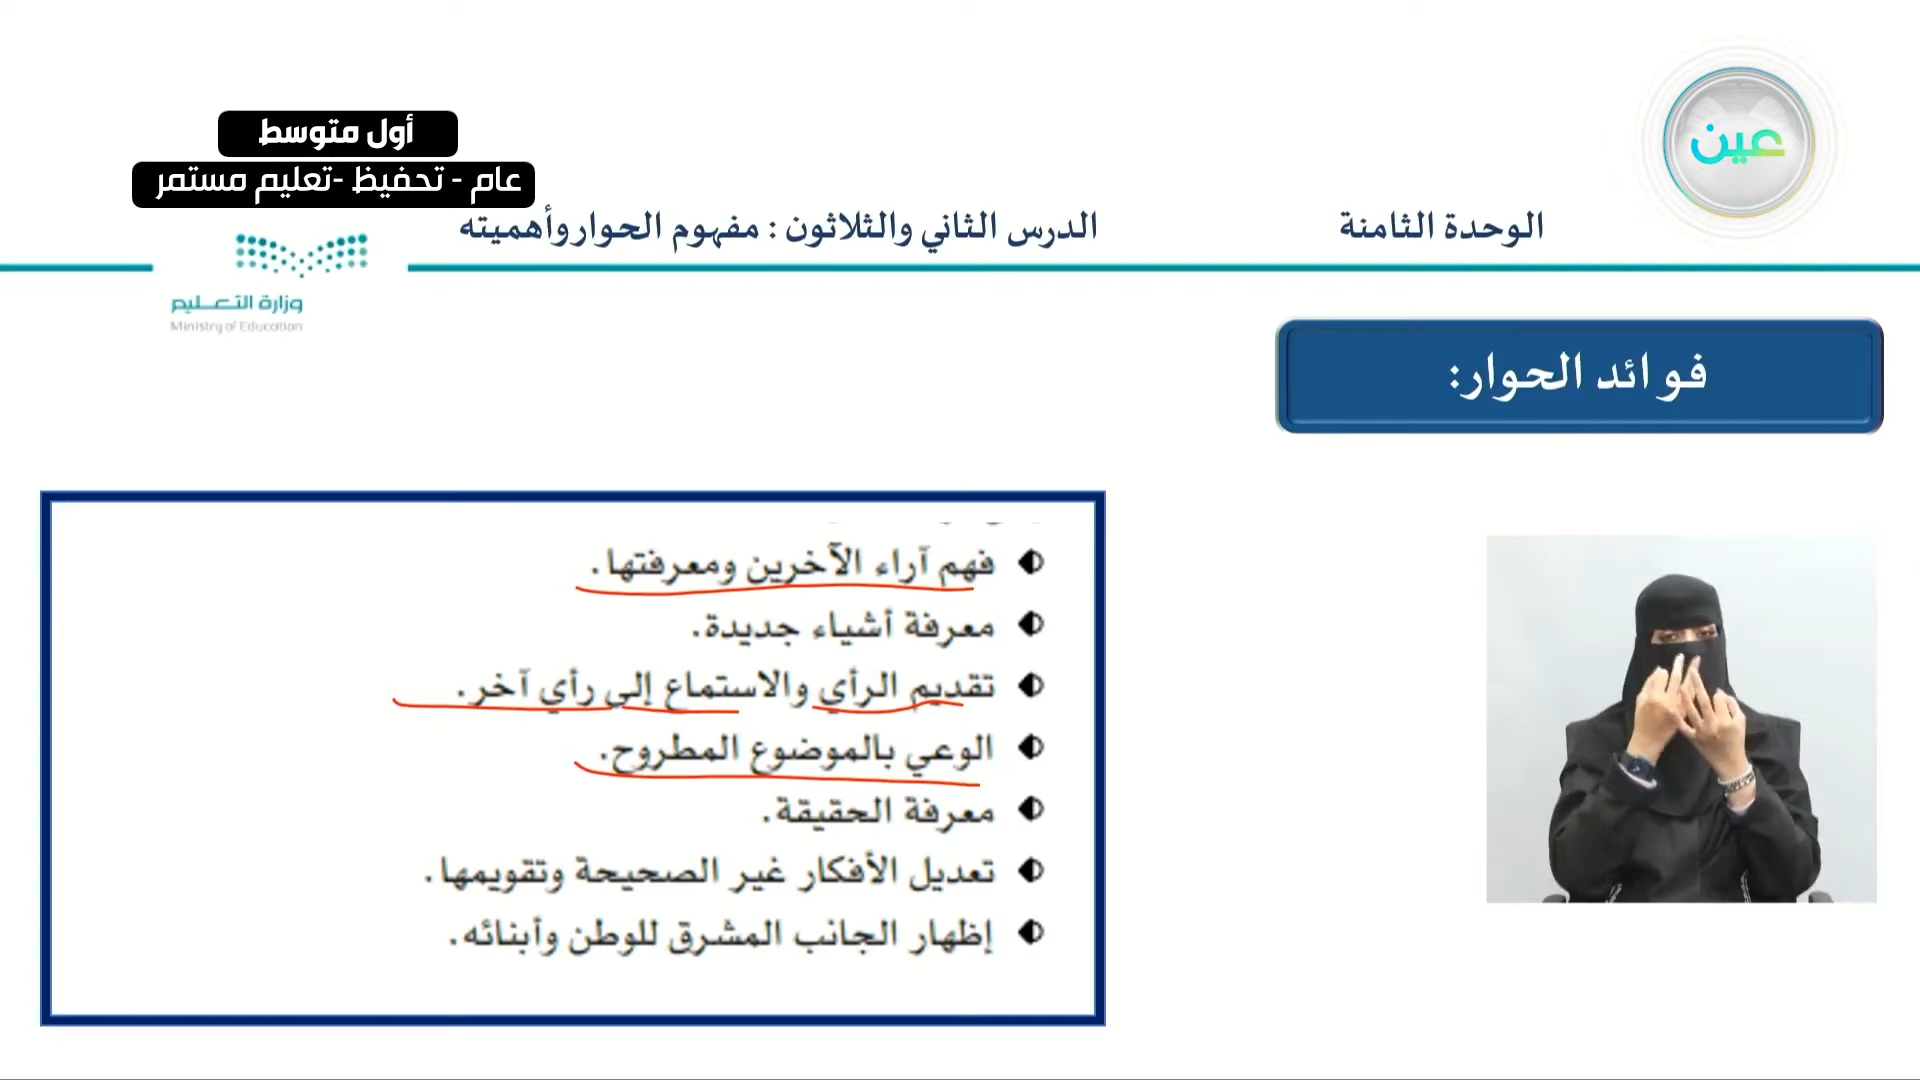 عين
أول متوسط
عام - تحفيظ -تعليم مستمر
الوحدة الثامنة
الدرس الثاني والثلاثون : مفهوم الحوار وأهميته
وزارة التعليم
Ministry of Education
فوائد الحوار:
فهم آراء الآخرين ومعرفتها.
معرفة أشياء جديدة.
تقديم الرأي والاستماع إلى رأي آخر.
الوعي بالموضوع المطروح.
معرفة الحقيقة.
تعديل الأفكار غير الصحيحة وتقويمها.
إظهار الجانب المشرق للوطن وأبنائه.